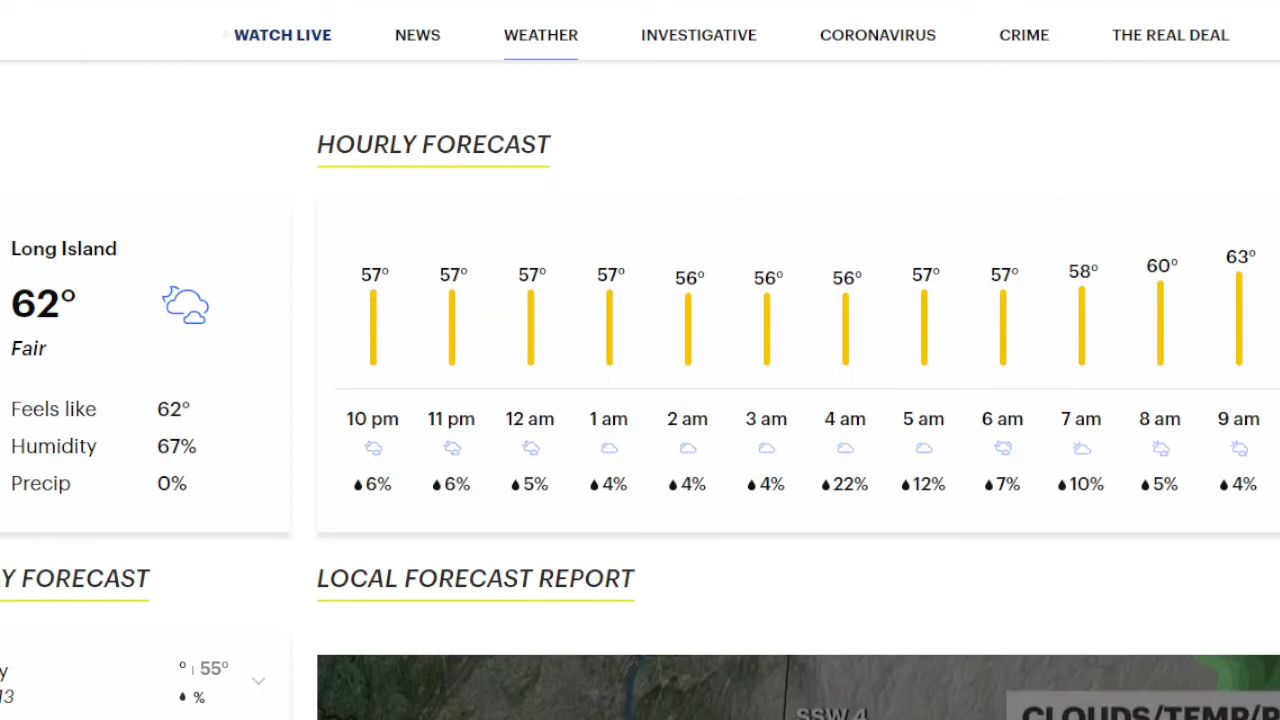 WATCH LIVE NEWS WEATHER INVESTIGATIVE CORONAVIRUS CRIME THE REAL DEAL
HOURLY FORECAST
Long Island
62°
Fair
Feels like 62°
Humidity 67%
Precip 0%
57° 57° 57° 57° 56° 56° 56° 57° 57° 58° 60° 63°
10 pm 11 pm 12 am 1 am 2 am 3 am 4 am 5 am 6 am 7 am 8 am 9 am
6% 6% 5% 4% 4% 4% 22% 12% 7% 10% 5% 4%
Y FORECAST
y
° | 55°
13
%
LOCAL FORECAST REPORT
SSW 4
CLOUDS/TEMP/